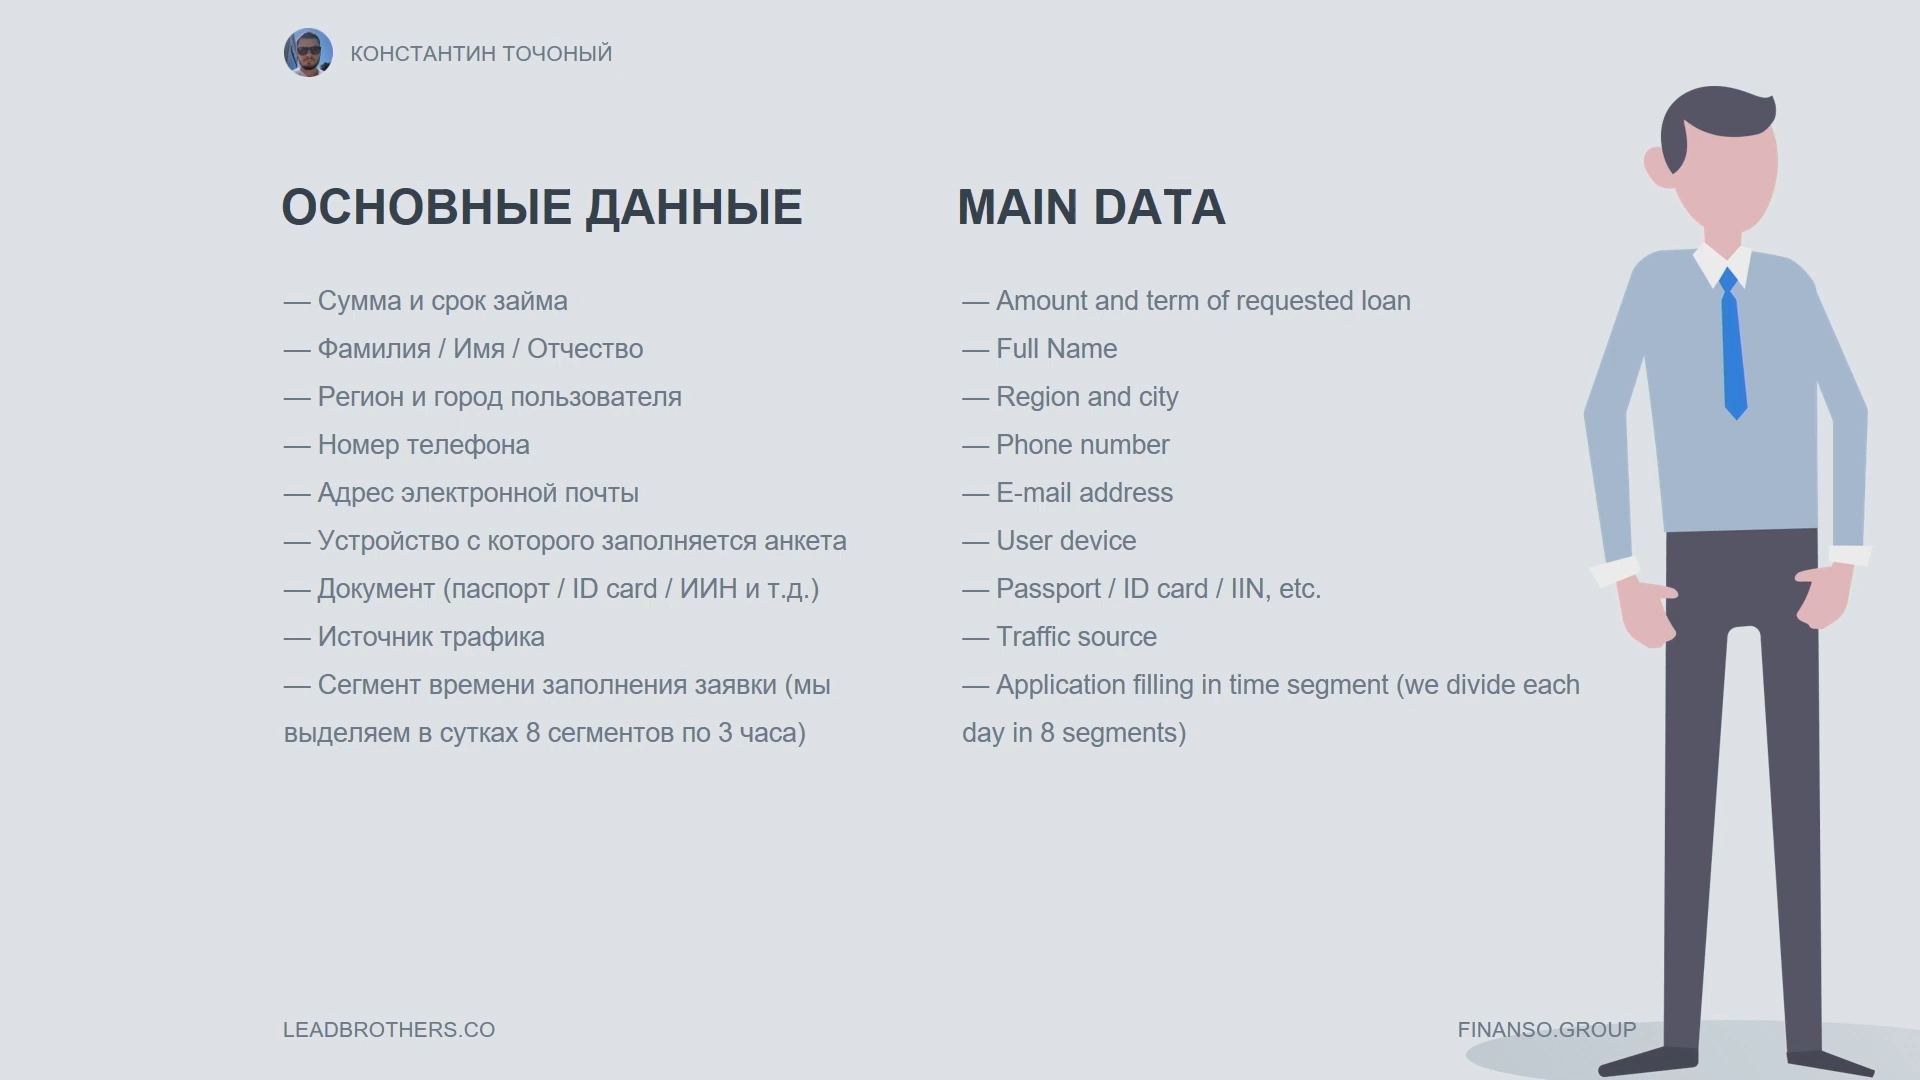 КОНСТАНТИН ТОЧОНЫЙ
ОСНОВНЫЕ ДАННЫЕ
— Сумма и срок займа
— Фамилия / Имя / Отчество
— Регион и город пользователя
— Номер телефона
— Адрес электронной почты
— Устройство с которого заполняется анкета
— Документ (паспорт / ID card / ИИН и т.д.)
— Источник трафика
— Сегмент времени заполнения заявки (мы
выделяем в сутках 8 сегментов по 3 часа)
MAIN DATA
— Amount and term of requested loan
— Full Name
— Region and city
— Phone number
— E-mail address
— User device
— Passport / ID card / IIN, etc.
— Traffic source
— Application filling in time segment (we divide each
day in 8 segments)
LEADBROTHERS.CO
FINANSO.GROUP